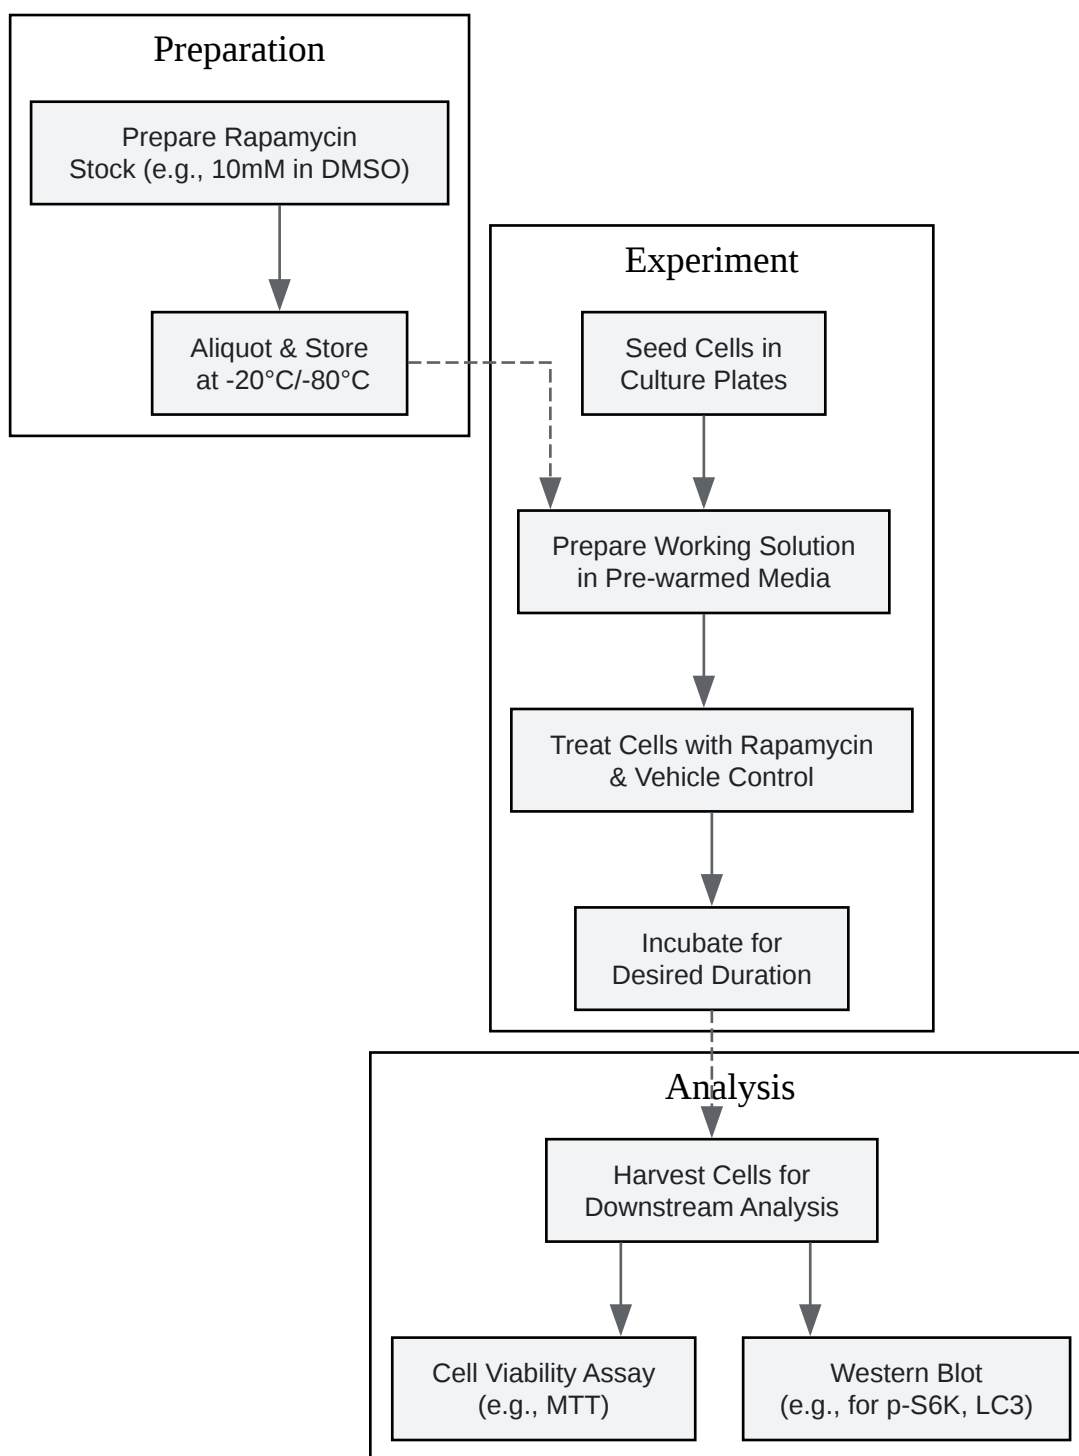 Preparation
Prepare Rapamycin
Stock (e.g., 10mM in DMSO)
Aliquot & Store
at -20°C/-80°C
Experiment
Seed Cells in
Culture Plates
Prepare Working Solution
in Pre-warmed Media
Treat Cells with Rapamycin
& Vehicle Control
Incubate for
Desired Duration
Analysis
Harvest Cells for
Downstream Analysis
Cell Viability Assay
(e.g., MTT)
Western Blot
(e.g., for p-S6K, LC3)